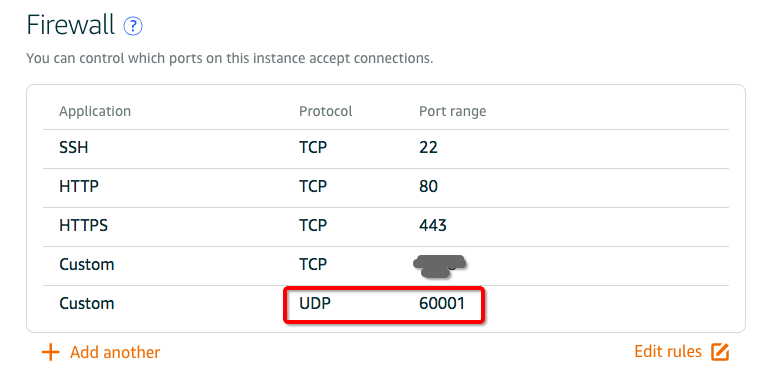 Firewall ?
You can control which ports on this instance accept connections.
Application Protocol Port range
SSH TCP 22
HTTP TCP 80
HTTPS TCP 443
Custom TCP
Custom UDP 60001
+ Add another Edit rules